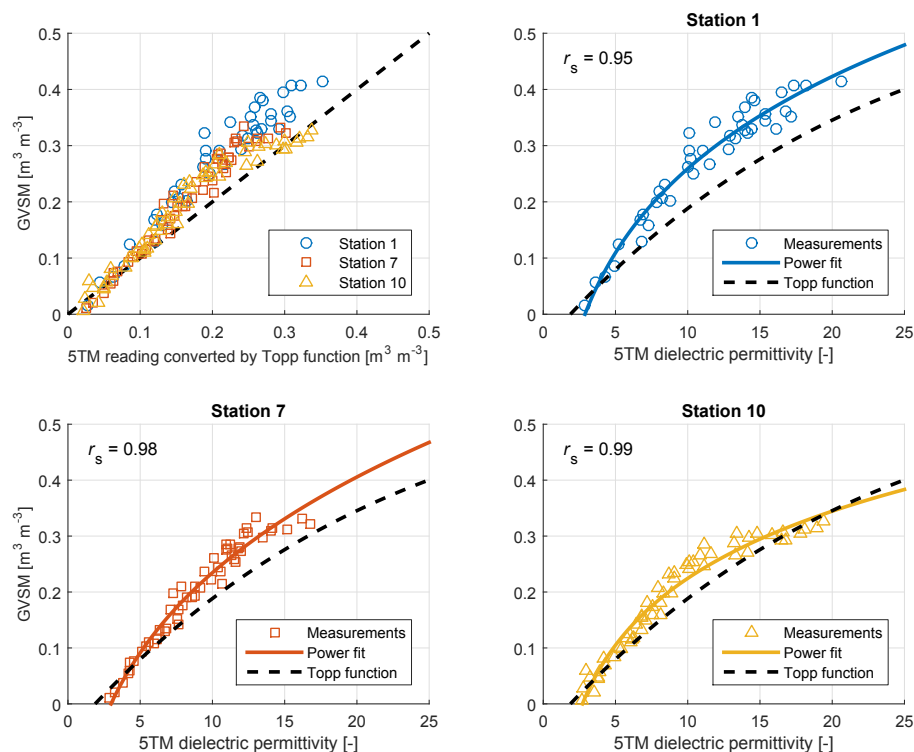 0.5
0.4
0.3
0.2
0.1
0
GVSM [m³ m⁻³]
Station 1
Station 7
Station 10
0 0.1 0.2 0.3 0.4 0.5
5TM reading converted by Topp function [m³ m⁻³]
Station 1
0.5
0.4
0.3
0.2
0.1
0
r_s = 0.95
Measurements
Power fit
Topp function
0 5 10 15 20 25
5TM dielectric permittivity [-]
Station 7
0.5
0.4
0.3
0.2
0.1
0
GVSM [m³ m⁻³]
r_s = 0.98
Measurements
Power fit
Topp function
0 5 10 15 20 25
5TM dielectric permittivity [-]
Station 10
0.5
0.4
0.3
0.2
0.1
0
r_s = 0.99
Measurements
Power fit
Topp function
0 5 10 15 20 25
5TM dielectric permittivity [-]